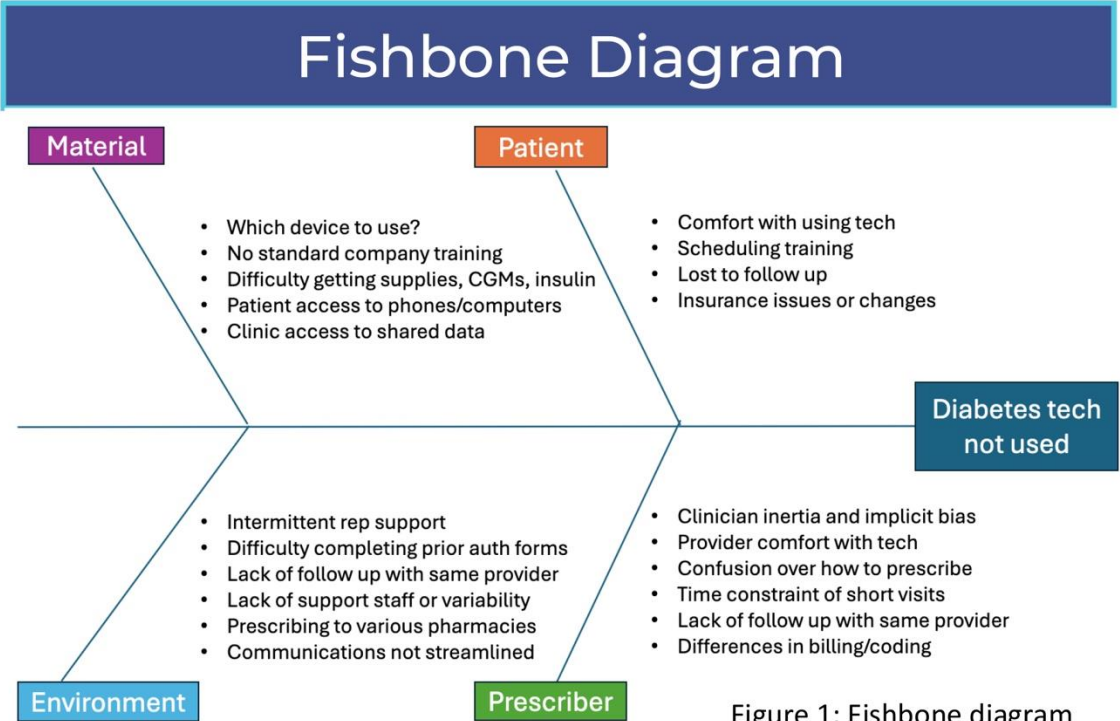 Fishbone Diagram
Material
Patient
• Which device to use?
• No standard company training
• Difficulty getting supplies, CGMs, insulin
• Patient access to phones/computers
• Clinic access to shared data
• Comfort with using tech
• Scheduling training
• Lost to follow up
• Insurance issues or changes
Diabetes tech
not used
• Intermittent rep support
• Difficulty completing prior auth forms
• Lack of follow up with same provider
• Lack of support staff or variability
• Prescribing to various pharmacies
• Communications not streamlined
• Clinician inertia and implicit bias
• Provider comfort with tech
• Confusion over how to prescribe
• Time constraint of short visits
• Lack of follow up with same provider
• Differences in billing/coding
Environment
Prescriber
Figure 1: Fishbone diagram